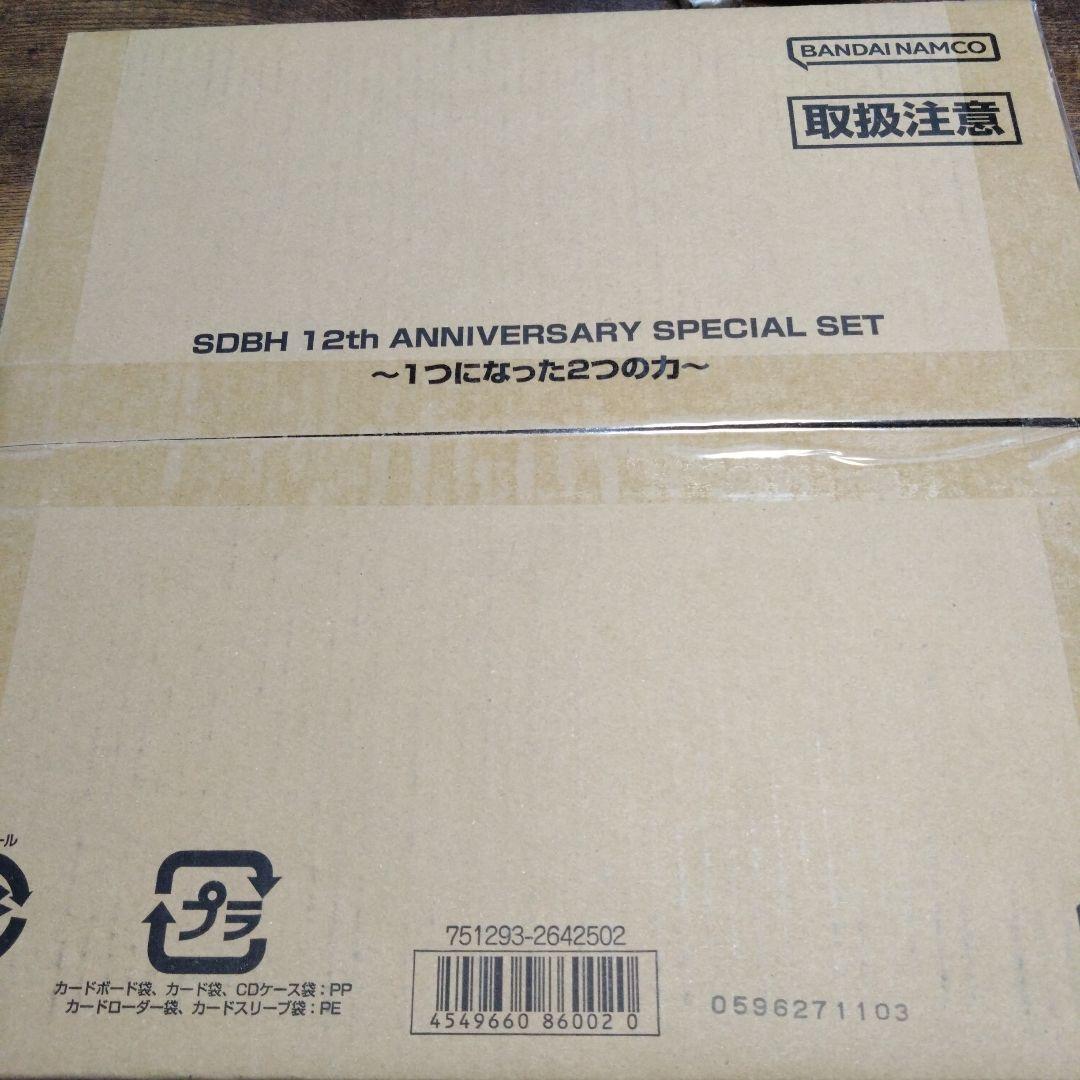 BANDAI NAMCO
取扱注意
SDBH 12th ANNIVERSARY SPECIAL SET
～1つになった2つの力～
ール
プラ
カードボード袋、カード袋、CDケース袋：PP
カードローダー袋、カードスリーブ袋：PE
751293-2642502
4549660 86002 0
0596271103